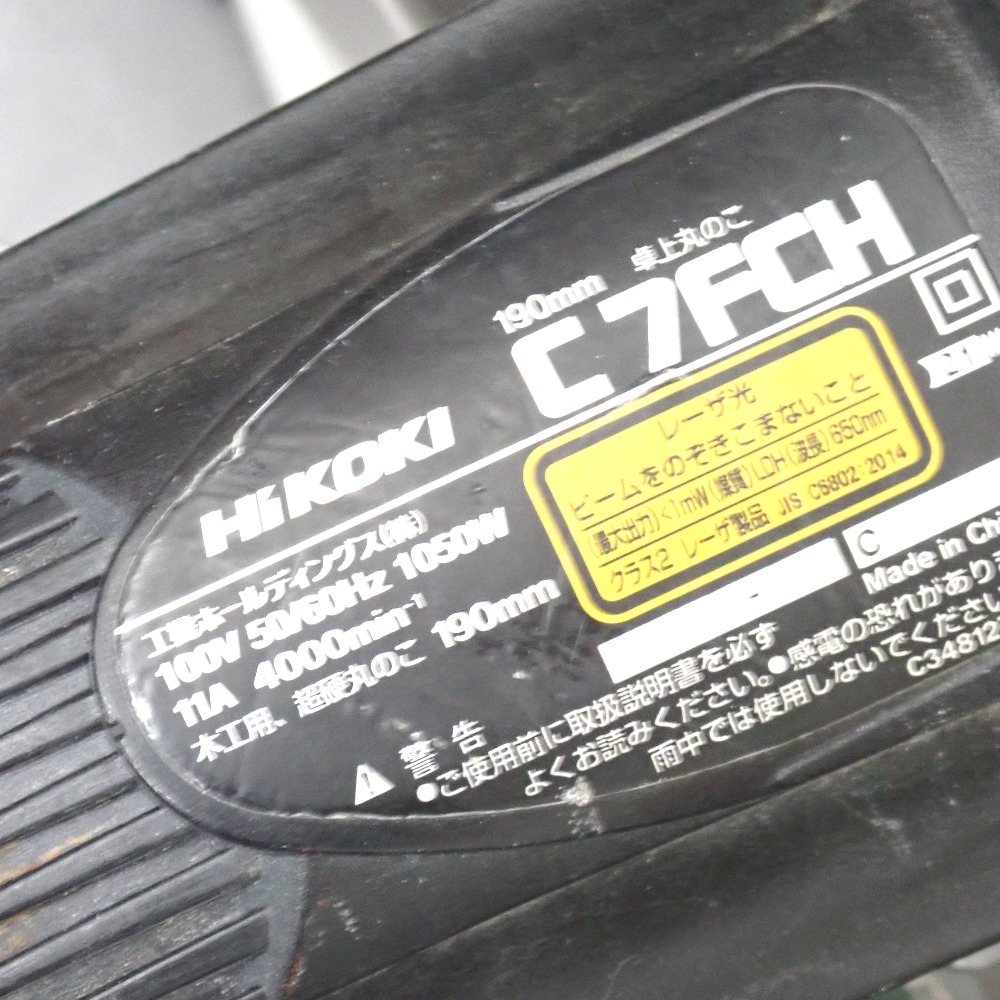 190mm 卓上丸のこ
C 7FCH
HiKOKI
工機ホールディングス(株)
100V 50/60Hz 1050W
11A 4000min-1
木工用、超硬丸のこ 190mm
レーザ光
ビームをのぞきこまないこと
(最大出力)<1mW(媒質)LDH(波長)650nm
クラス2 レーザ製品 JIS C6802:2014
-
C
Made in Chi
警告
●ご使用前に取扱説明書を必ず
よくお読みください。●感電の恐れがありま
雨中では使用しないでください
C34812